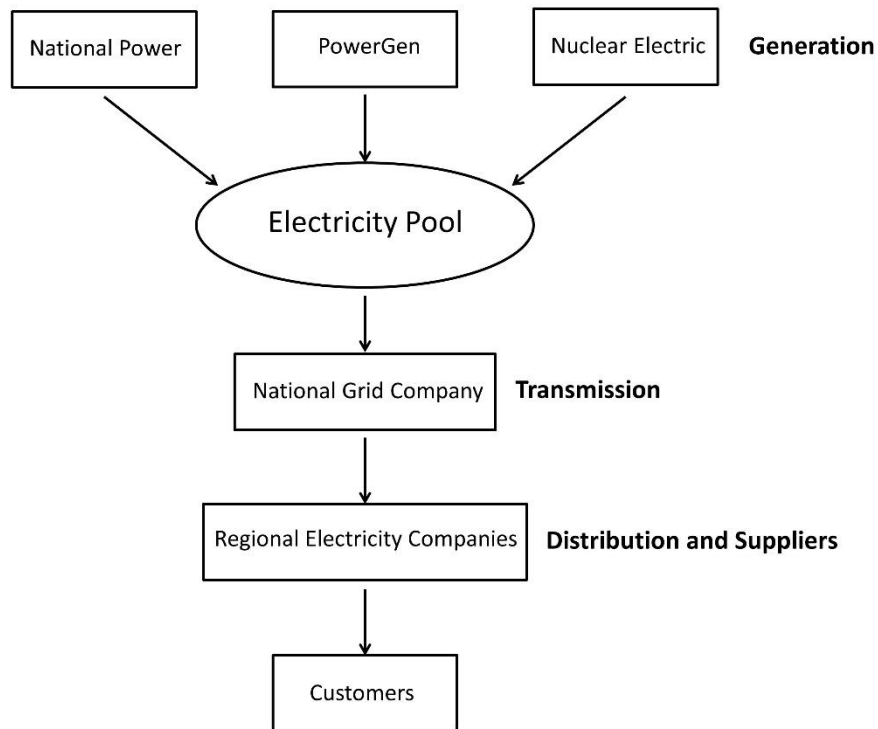 National Power
PowerGen
Nuclear Electric
Generation
Electricity Pool
National Grid Company
Transmission
Regional Electricity Companies
Distribution and Suppliers
Customers